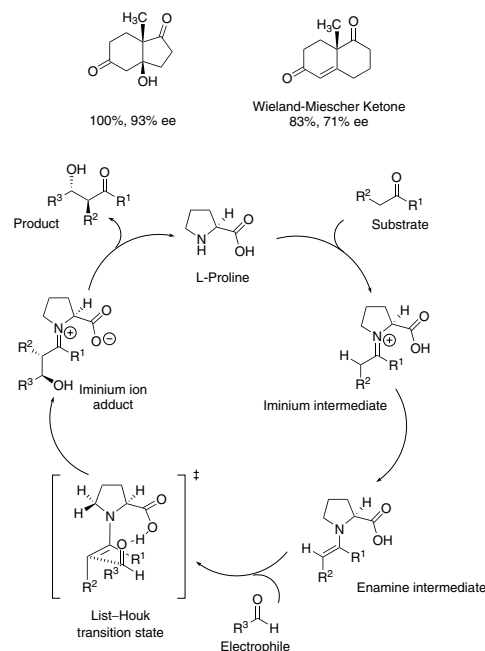 H₃C O
O
OH
100%, 93% ee
H₃C O
O
Wieland-Miescher Ketone
83%, 71% ee
OH O
R³ R¹
R²
Product
H
O
N
H
OH
L-Proline
O
R²
R¹
Substrate
H
O
N
⊕
O
⊖
R²
R¹
R³
OH
Iminium ion
adduct
H
O
N
⊕
OH
H
R¹
R²
Iminium intermediate
‡
H
H
H
O
N
O
H
O
R¹
R³
H
R²
List–Houk
transition state
H
O
N
OH
H
R¹
R²
Enamine intermediate
O
R³ H
Electrophile